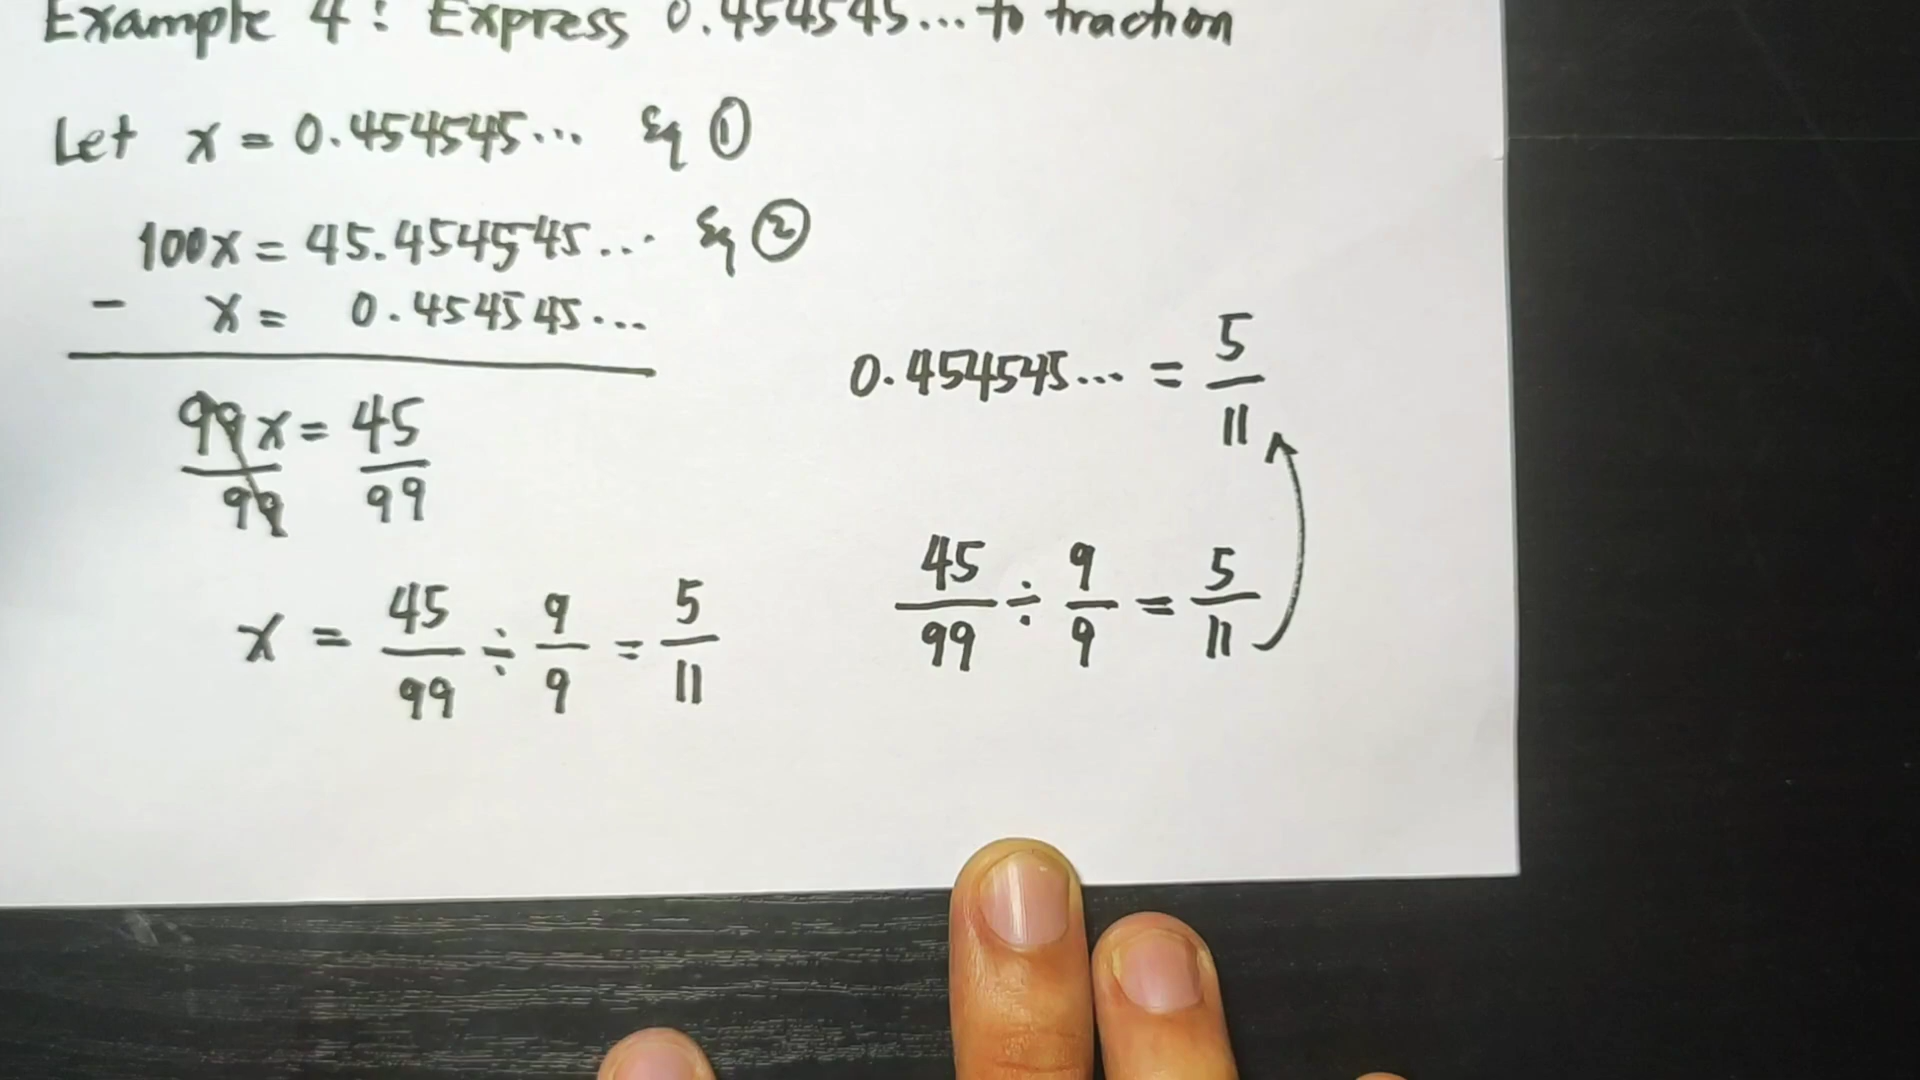 Example 4: Express 0.454545... to fraction
Let x = 0.454545... Eq ①
100x = 45.454545... Eq ②
- x = 0.454545...
99x/99 = 45/99
x = 45/99 ÷ 9/9 = 5/11
0.454545... = 5/11
45/99 ÷ 9/9 = 5/11